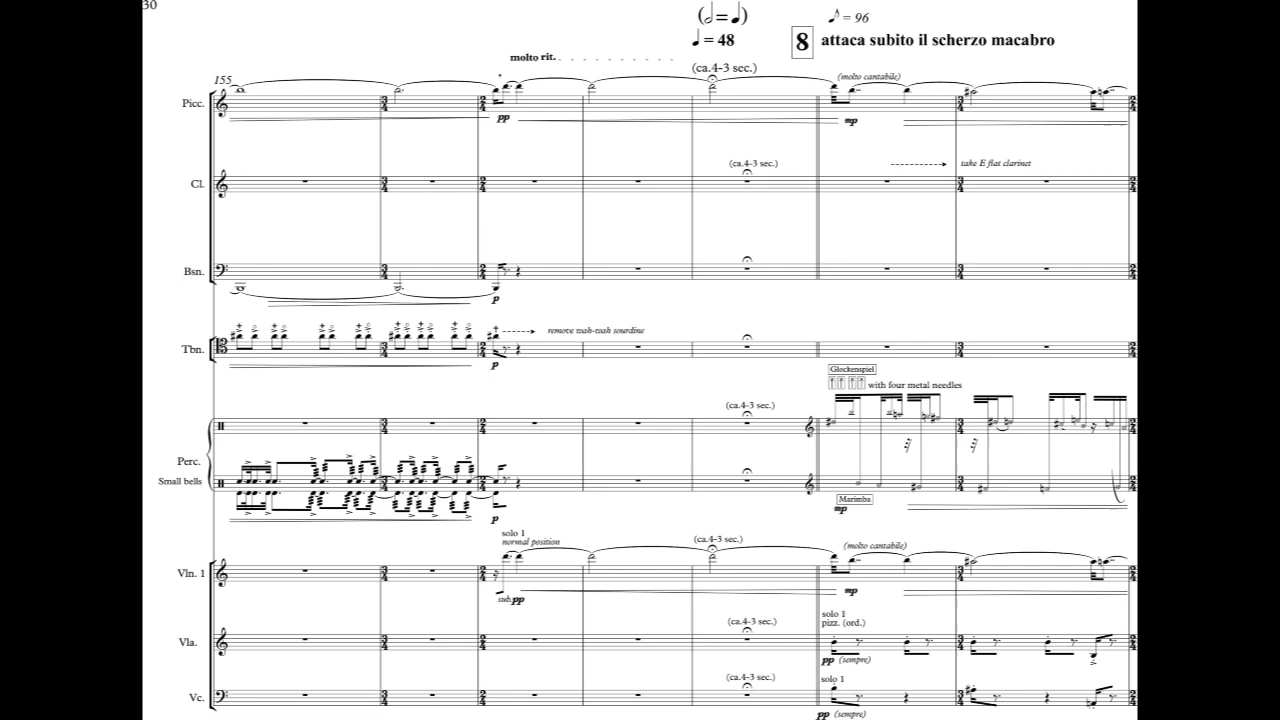 30
(𝅗𝅥=♩)
♩ = 48
8 attaca subito il scherzo macabro
♪ = 96
molto rit.
155
(ca.4-3 sec.)
(molto cantabile)
Picc.
pp
mp
(ca.4-3 sec.)
take E flat clarinet
Cl.
Bsn.
p
remove wah-wah sourdine
Tbn.
p
Glockenspiel
with four metal needles
(ca.4-3 sec.)
Perc.
Small bells
Marimba
mp
p
solo 1
normal position
(ca.4-3 sec.)
(molto cantabile)
Vln. 1
sub.pp
mp
solo 1
pizz. (ord.)
(ca.4-3 sec.)
Vla.
pp (sempre)
(ca.4-3 sec.)
solo 1
Vc.
pp (sempre)